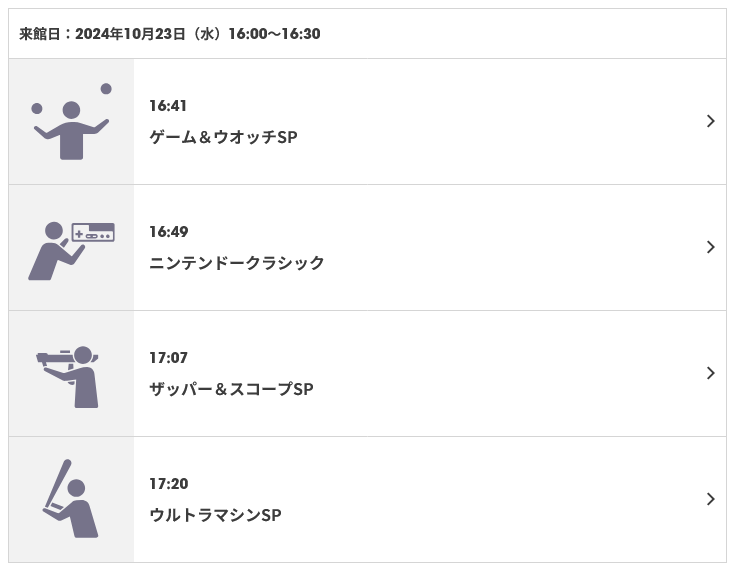 来館日：2024年10月23日（水）16:00〜16:30
16:41
ゲーム＆ウオッチSP
16:49
ニンテンドークラシック
17:07
ザッパー＆スコープSP
17:20
ウルトラマシンSP